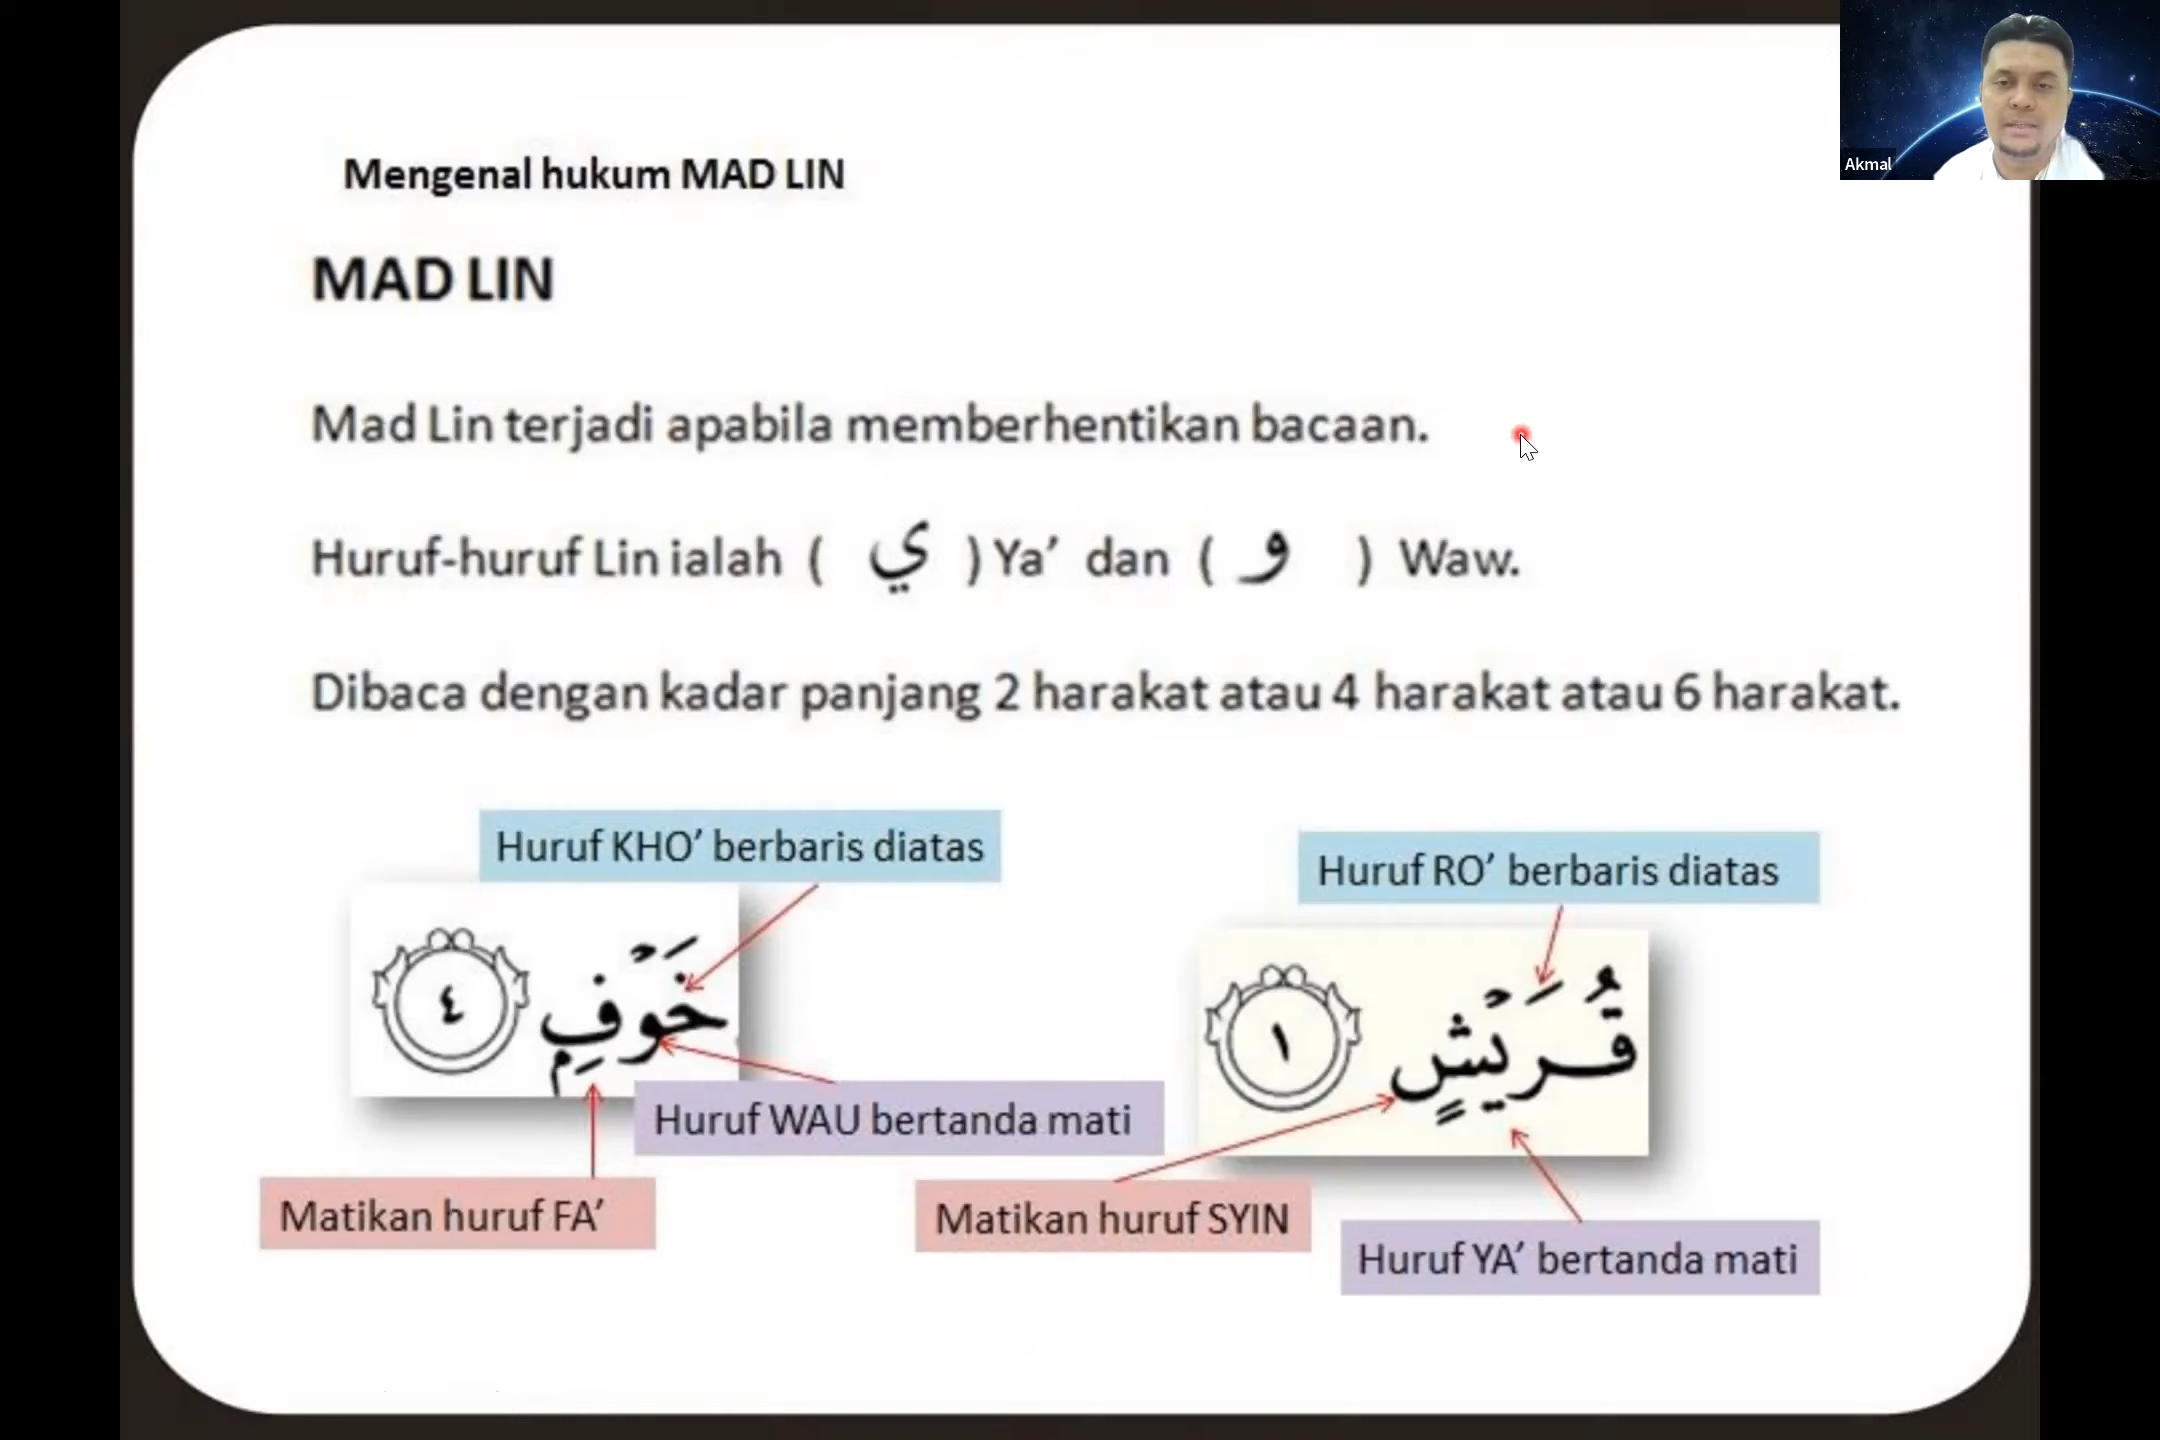 Akmal
Mengenal hukum MAD LIN
MAD LIN
Mad Lin terjadi apabila memberhentikan bacaan.
Huruf-huruf Lin ialah ( ي ) Ya’ dan ( و ) Waw.
Dibaca dengan kadar panjang 2 harakat atau 4 harakat atau 6 harakat.
Huruf KHO’ berbaris diatas
Huruf RO’ berbaris diatas
خَوْفٍۭ ٤
قُرَيْشٍ ١
Huruf WAU bertanda mati
Matikan huruf FA’
Matikan huruf SYIN
Huruf YA’ bertanda mati